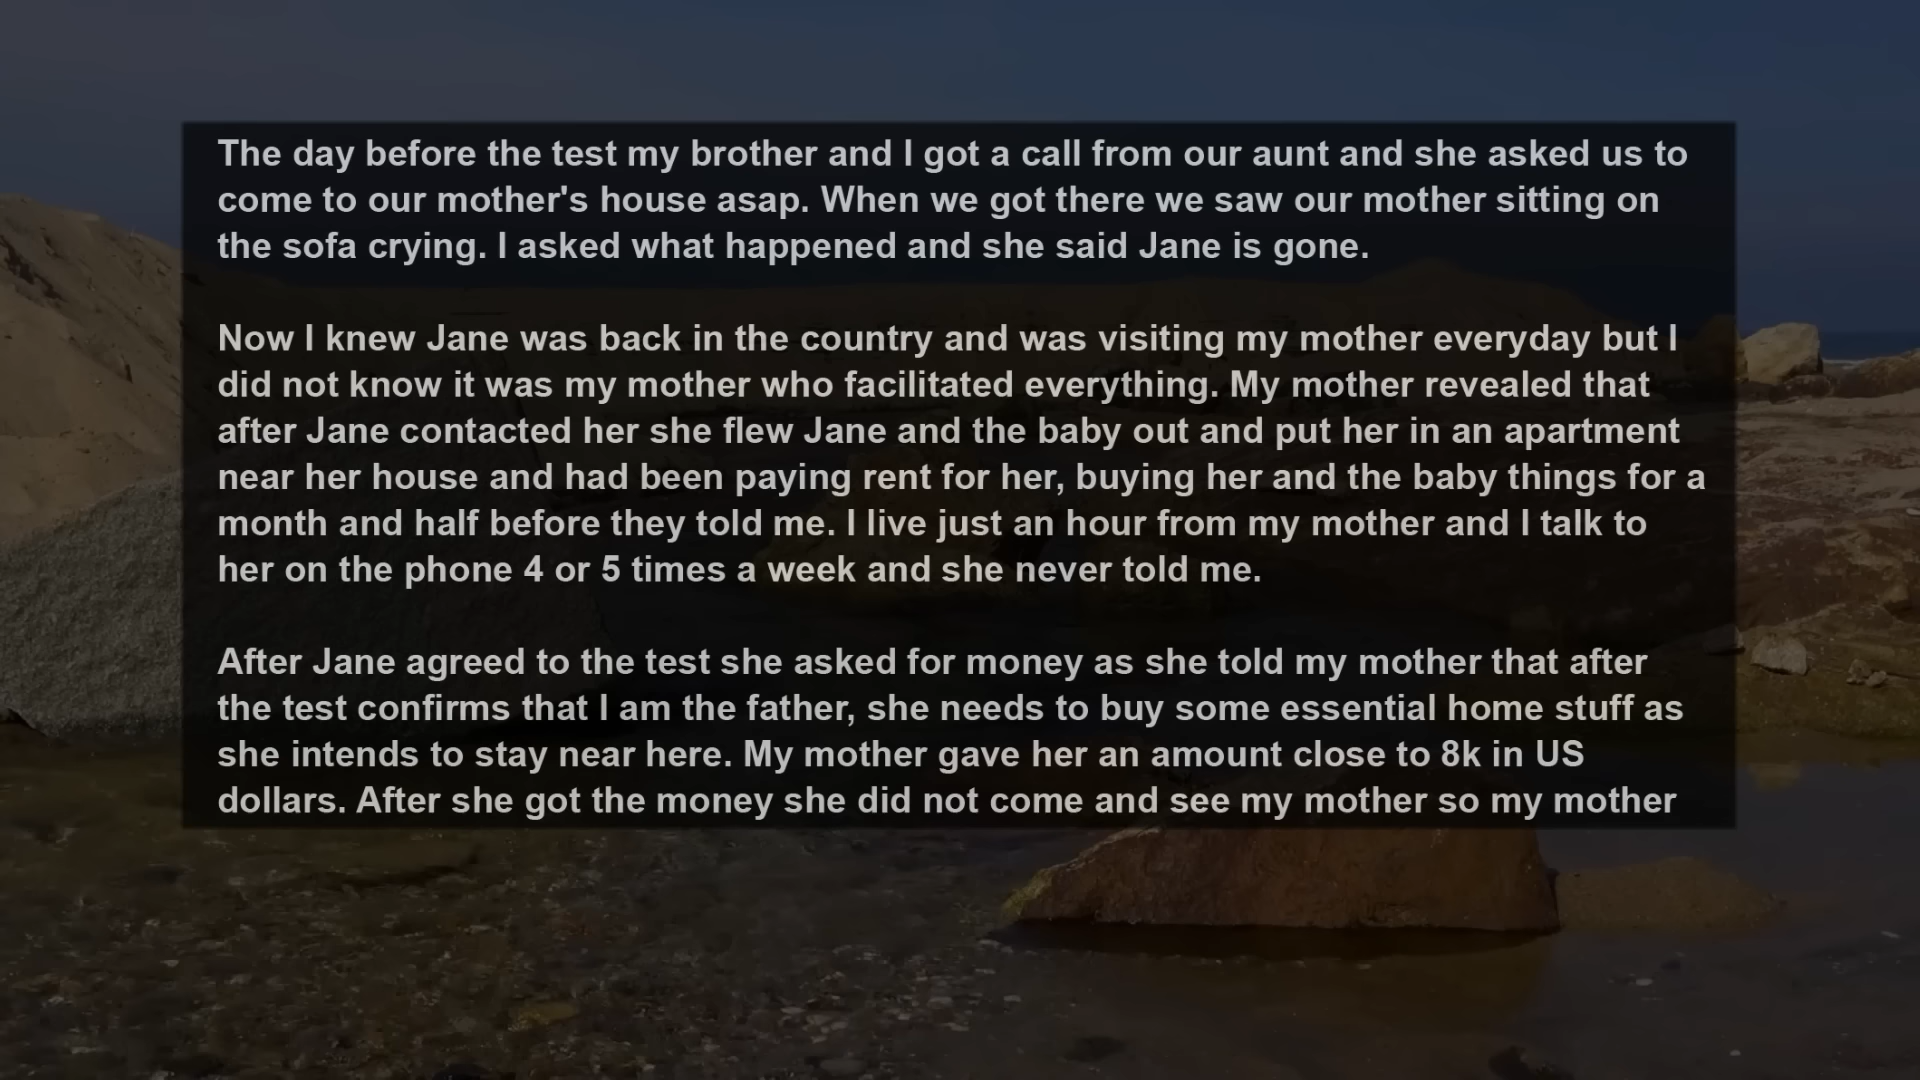 The day before the test my brother and I got a call from our aunt and she asked us to
come to our mother's house asap. When we got there we saw our mother sitting on
the sofa crying. I asked what happened and she said Jane is gone.
Now I knew Jane was back in the country and was visiting my mother everyday but I
did not know it was my mother who facilitated everything. My mother revealed that
after Jane contacted her she flew Jane and the baby out and put her in an apartment
near her house and had been paying rent for her, buying her and the baby things for a
month and half before they told me. I live just an hour from my mother and I talk to
her on the phone 4 or 5 times a week and she never told me.
After Jane agreed to the test she asked for money as she told my mother that after
the test confirms that I am the father, she needs to buy some essential home stuff as
she intends to stay near here. My mother gave her an amount close to 8k in US
dollars. After she got the money she did not come and see my mother so my mother